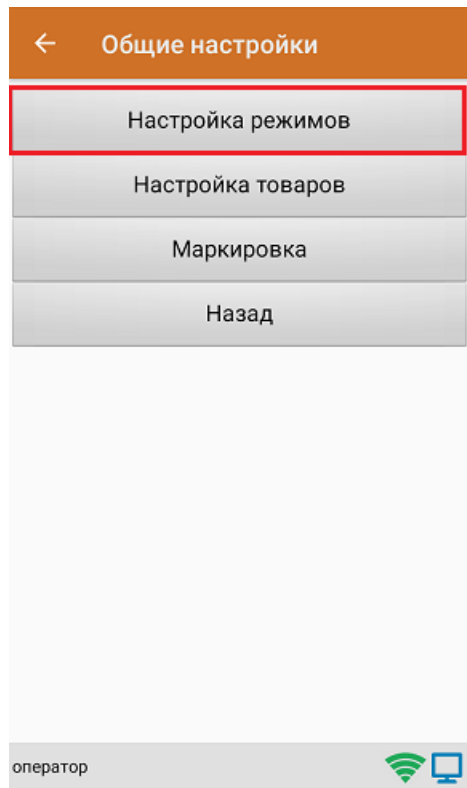 Общие настройки
Настройка режимов
Настройка товаров
Маркировка
Назад
оператор